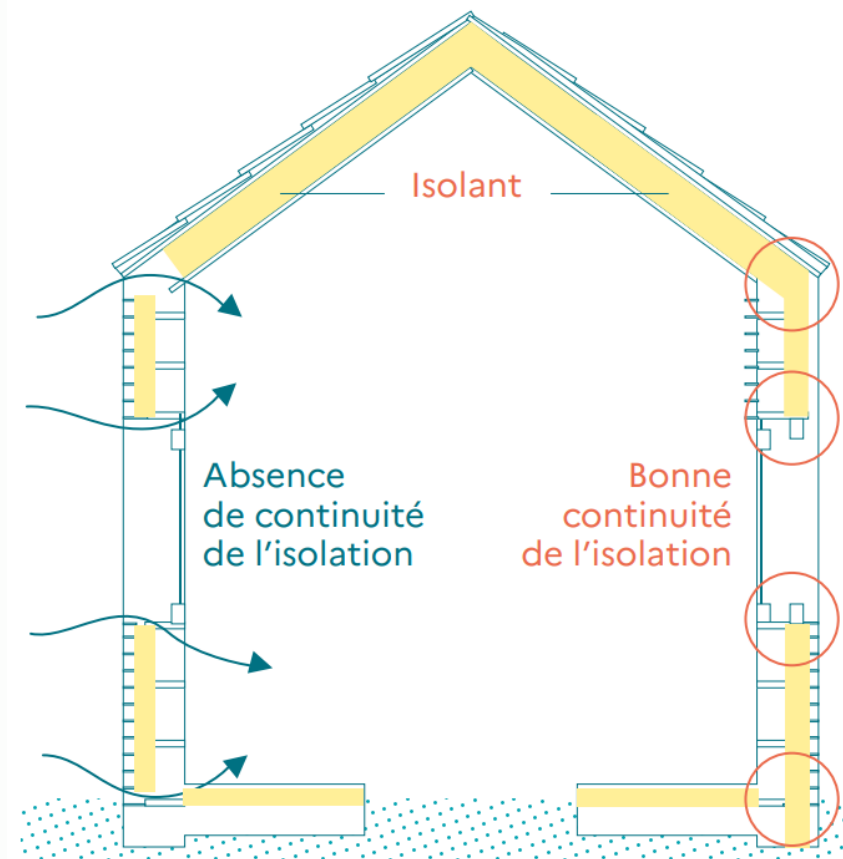 Isolant
Absence
de continuité
de l’isolation
Bonne
continuité
de l’isolation